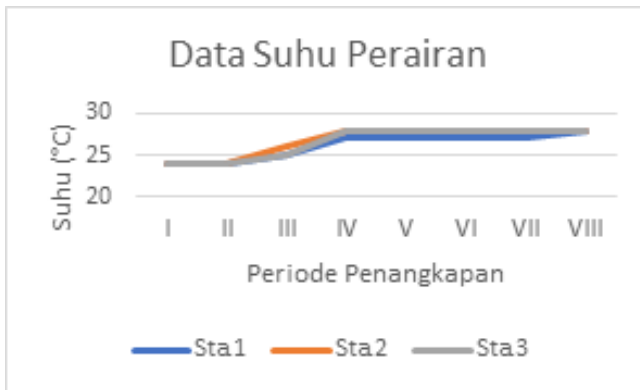 Data Suhu Perairan
30
25
20
Suhu (°C)
I II III IV V VI VII VIII
Periode Penangkapan
Sta1 Sta2 Sta3